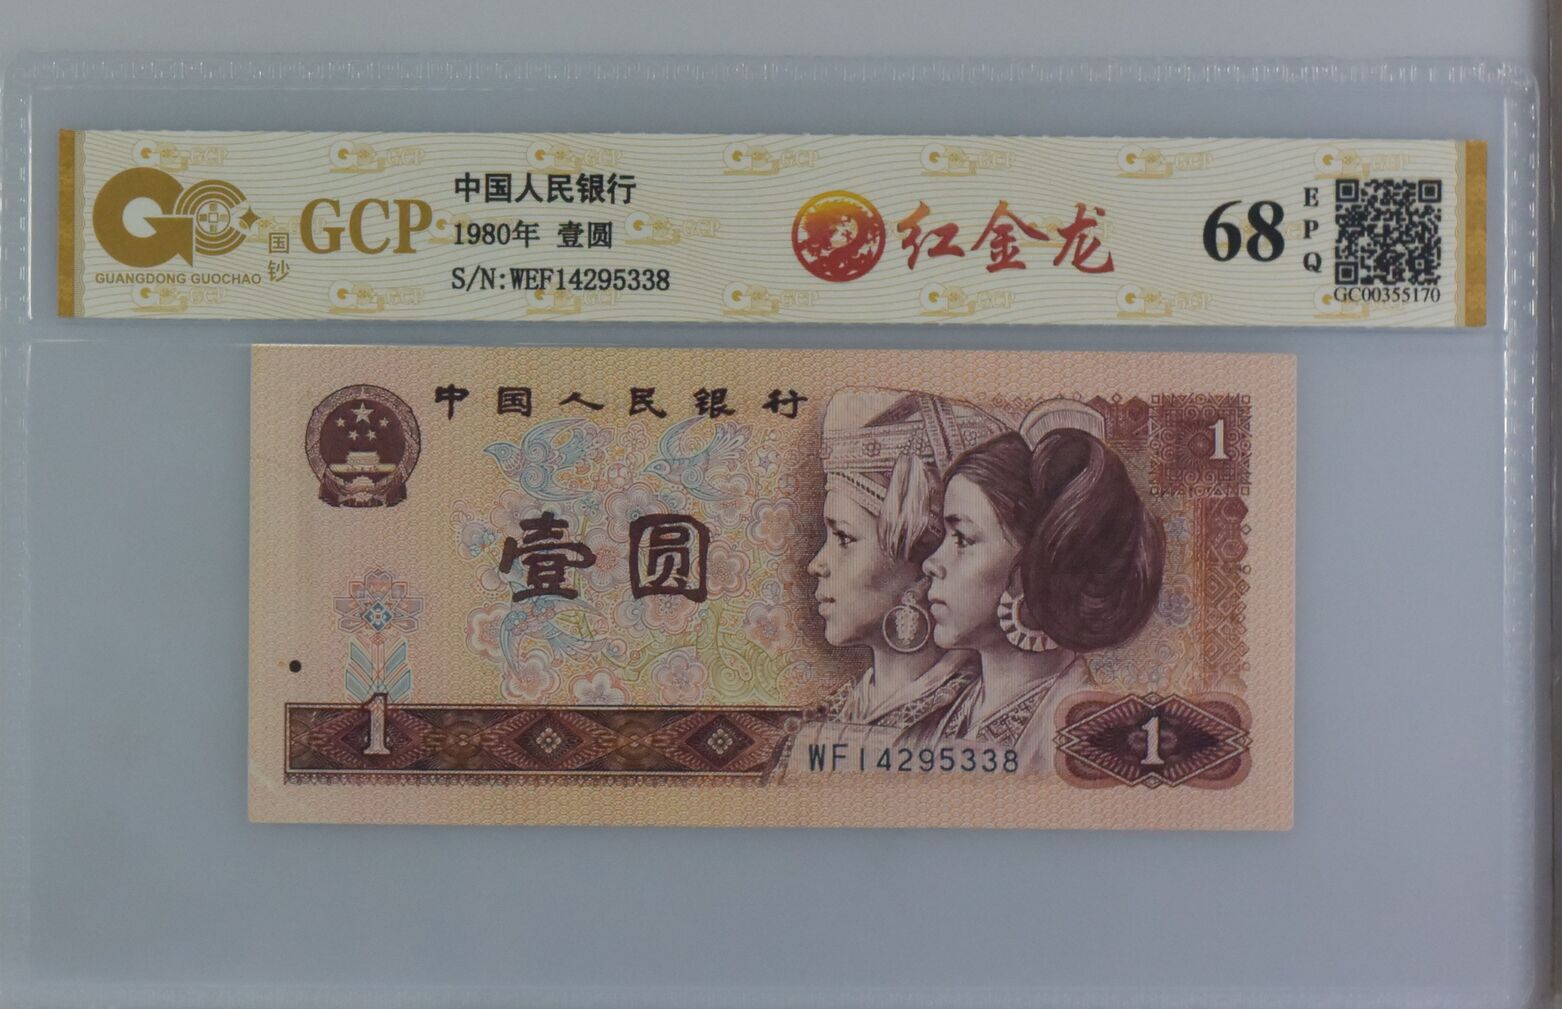 GUANGDONG GUOCHAO
国钞
GCP
中国人民银行
1980年 壹圆
S/N:WEF14295338
红金龙
68
EPQ
GC00355170
中国人民银行
1
壹圆
1
WF14295338
1